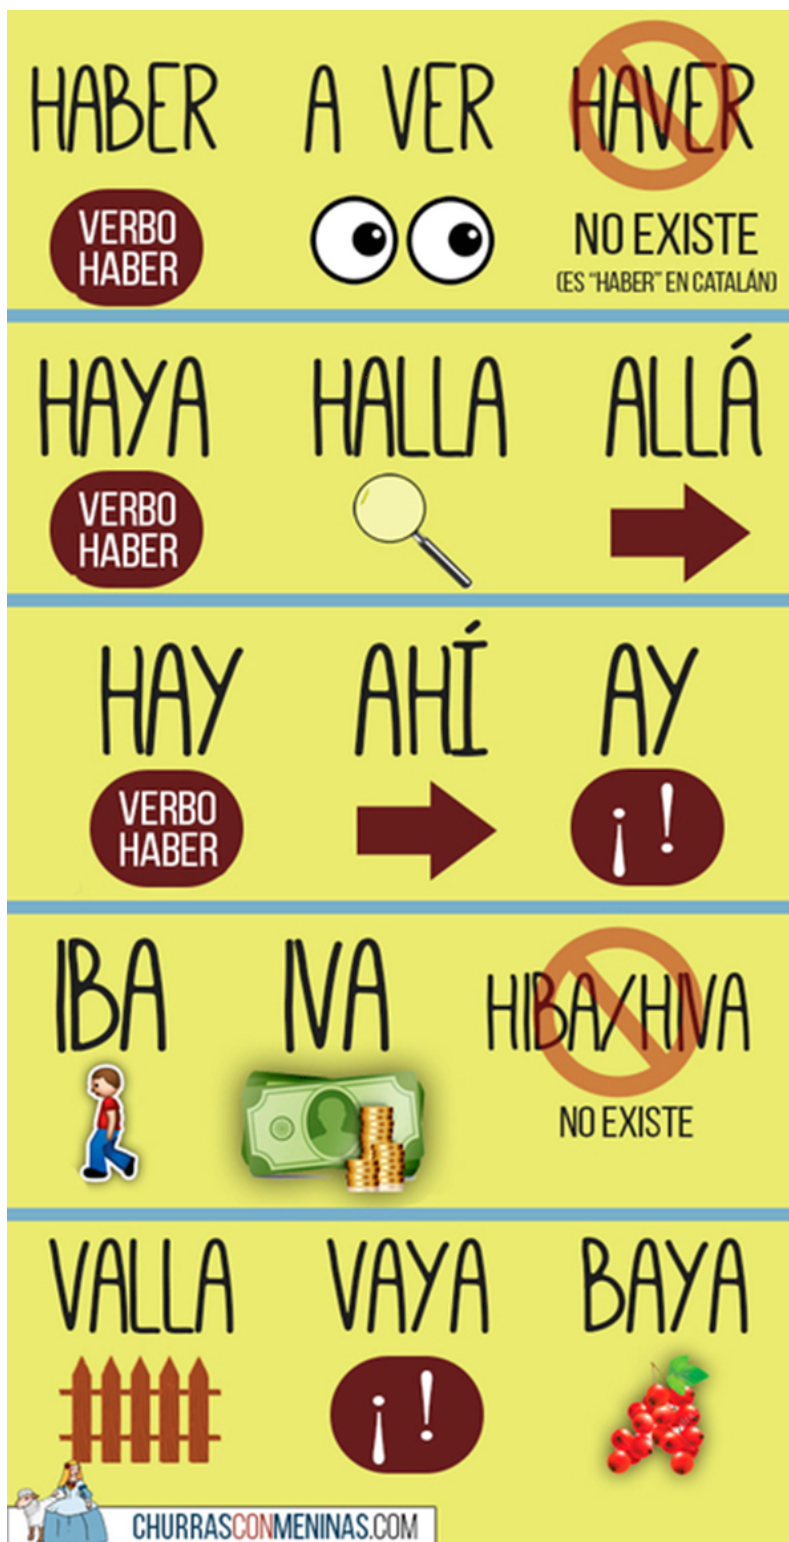 HABER A VER HAVER
VERBO
HABER
NO EXISTE
(ES "HABER" EN CATALÁN)
HAYA HALLA ALLÁ
VERBO
HABER
HAY AHÍ AY
VERBO
HABER
¡!
IBA IVA HIBA/HIVA
NO EXISTE
VALLA VAYA BAYA
¡!
CHURRASCONMENINAS.COM